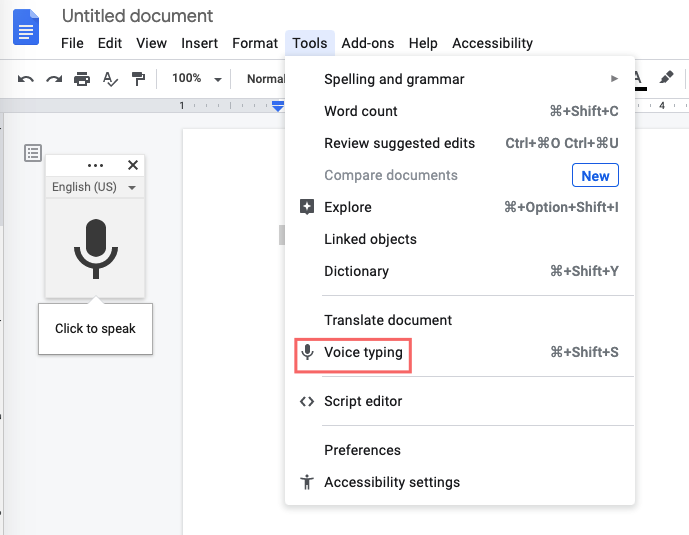 Untitled document
File Edit View Insert Format Tools Add-ons Help Accessibility
100% Normal A
1 4
Spelling and grammar
Word count ⌘+Shift+C
Review suggested edits Ctrl+⌘O Ctrl+⌘U
Compare documents New
Explore ⌘+Option+Shift+I
Linked objects
Dictionary ⌘+Shift+Y
Translate document
Voice typing ⌘+Shift+S
Script editor
Preferences
Accessibility settings
English (US)
Click to speak